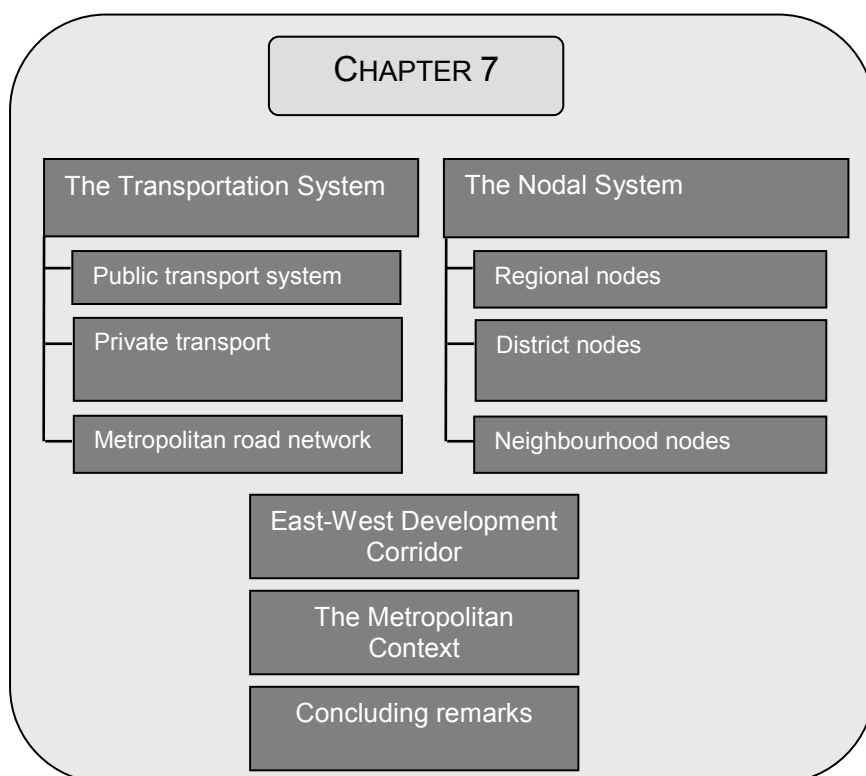 CHAPTER 7
The Transportation System
Public transport system
Private transport
Metropolitan road network
The Nodal System
Regional nodes
District nodes
Neighbourhood nodes
East-West Development
Corridor
The Metropolitan
Context
Concluding remarks